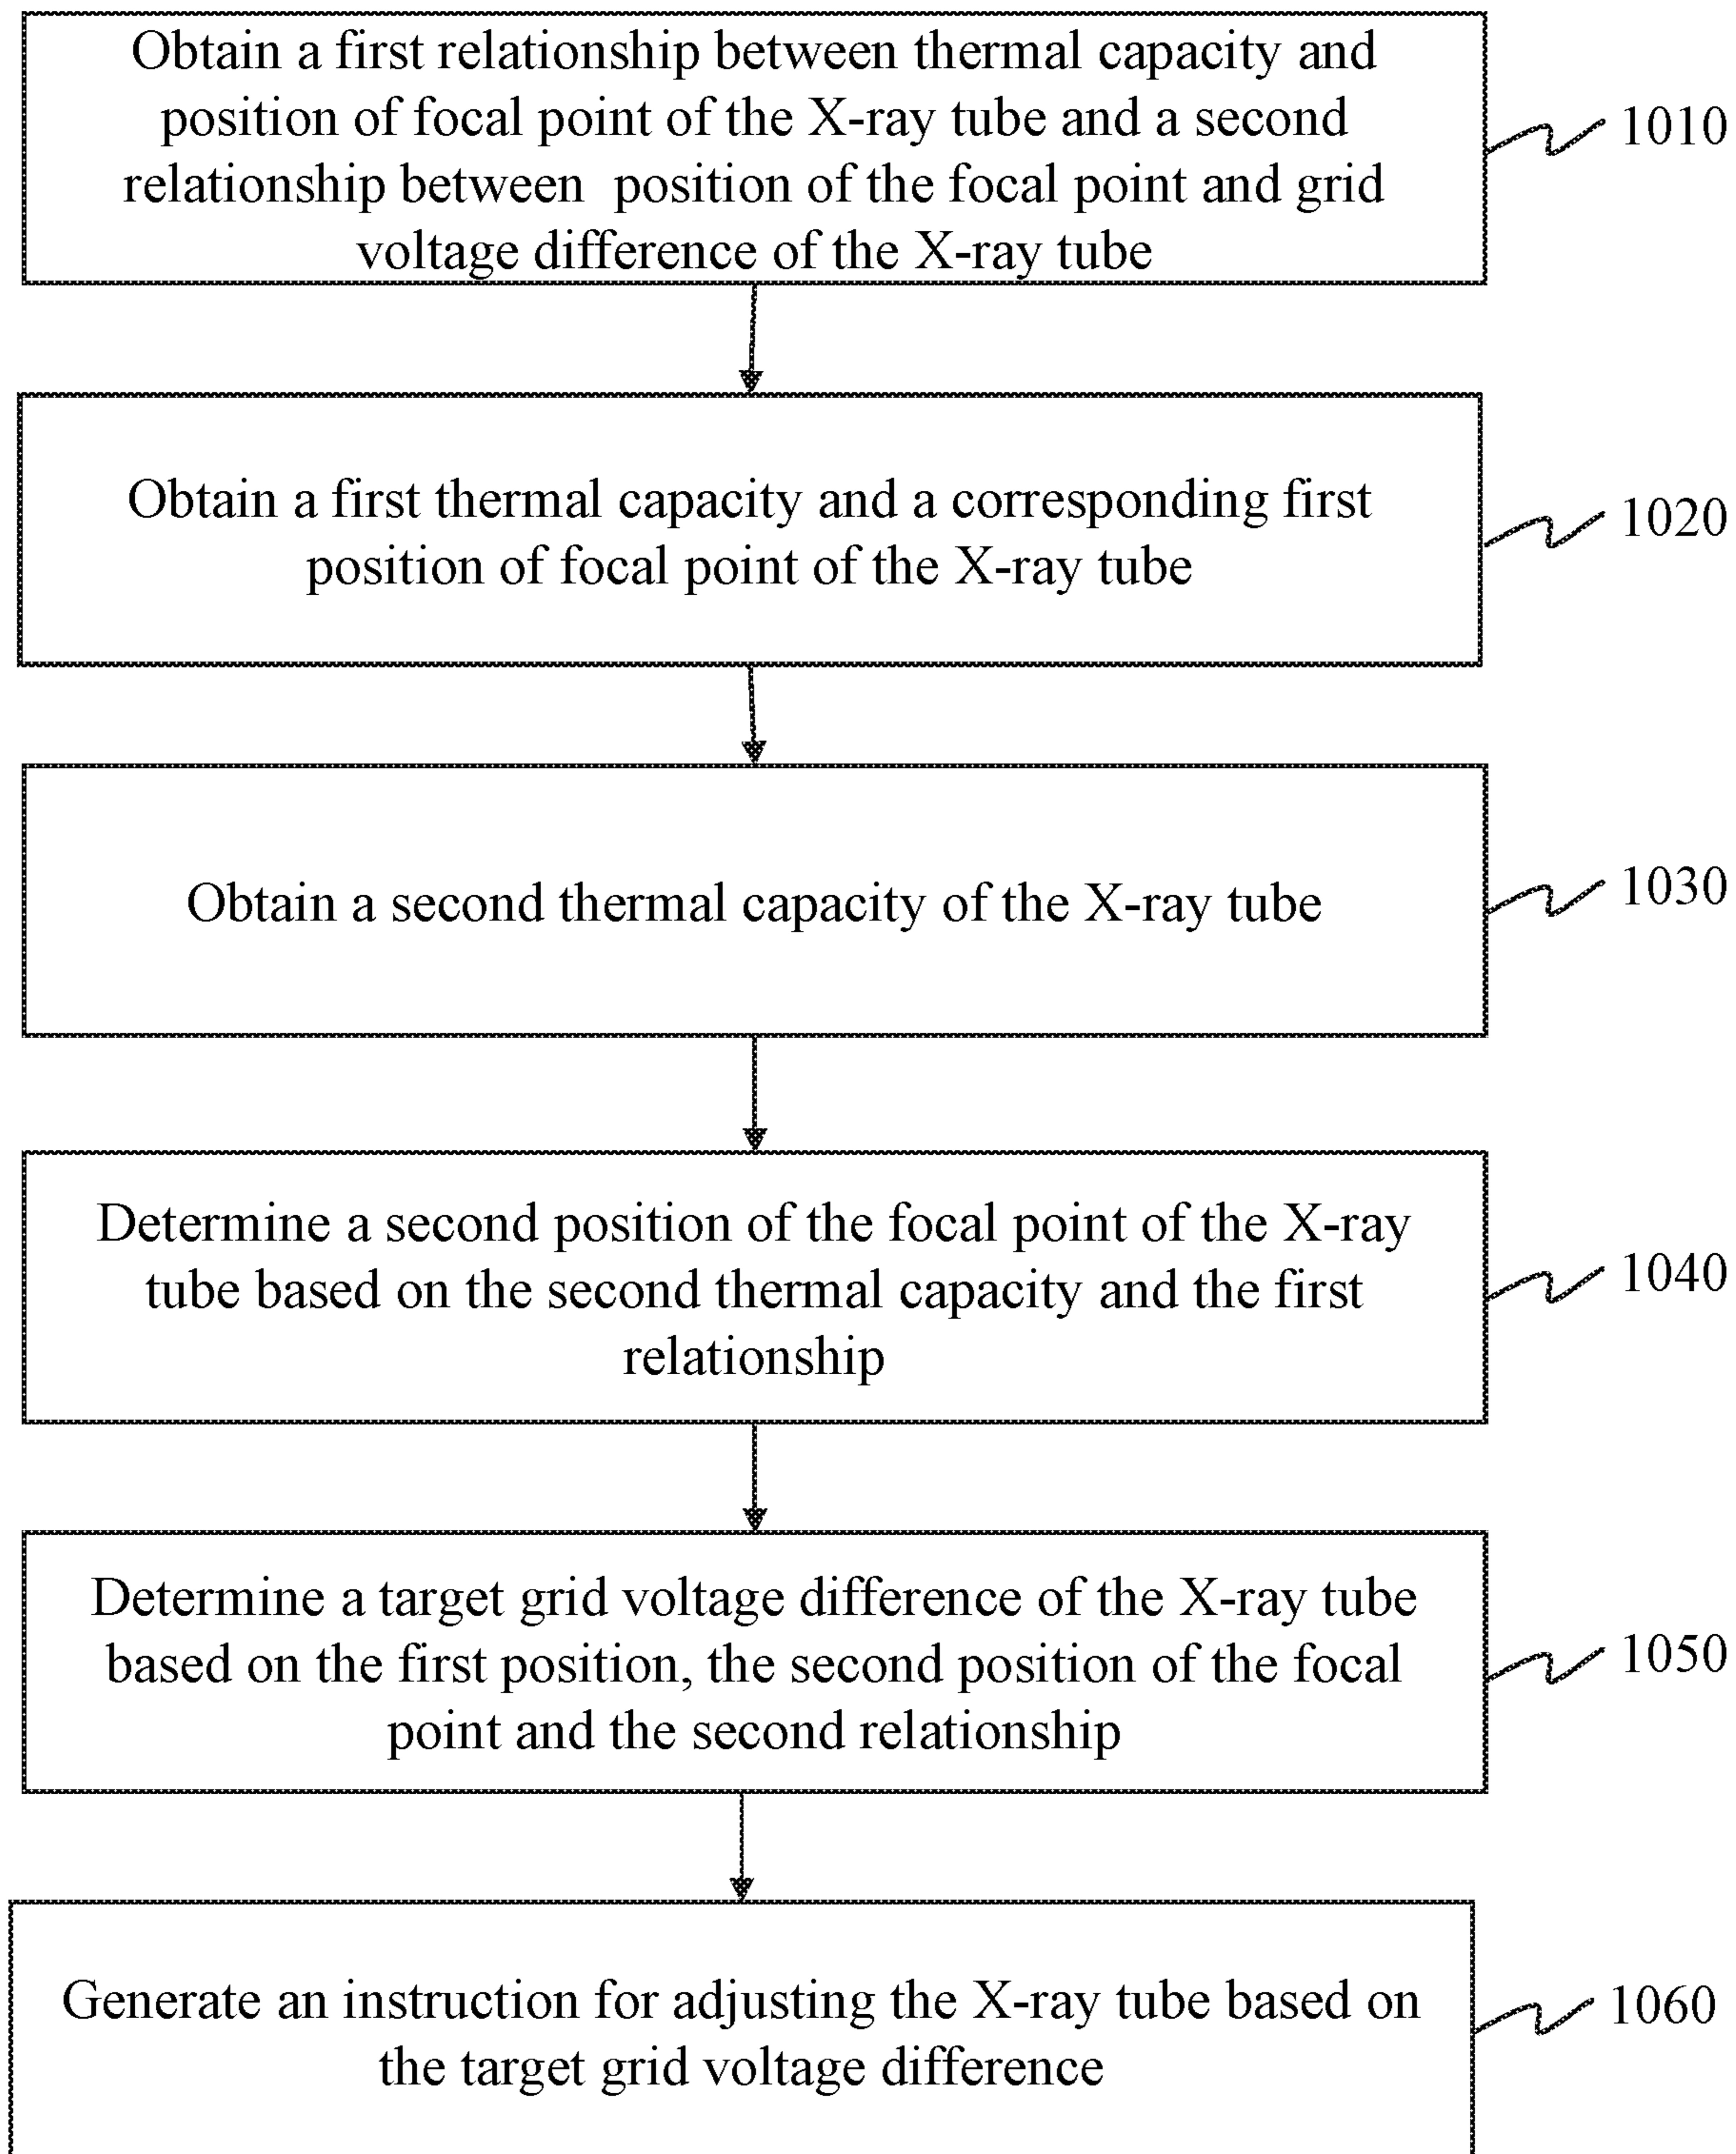 Obtain a first relationship between thermal capacity and
position of focal point of the X-ray tube and a second
relationship between position of the focal point and grid
voltage difference of the X-ray tube
1010
Obtain a first thermal capacity and a corresponding first
position of focal point of the X-ray tube
1020
Obtain a second thermal capacity of the X-ray tube
1030
Determine a second position of the focal point of the X-ray
tube based on the second thermal capacity and the first
relationship
1040
Determine a target grid voltage difference of the X-ray tube
based on the first position, the second position of the focal
point and the second relationship
1050
Generate an instruction for adjusting the X-ray tube based on
the target grid voltage difference
1060